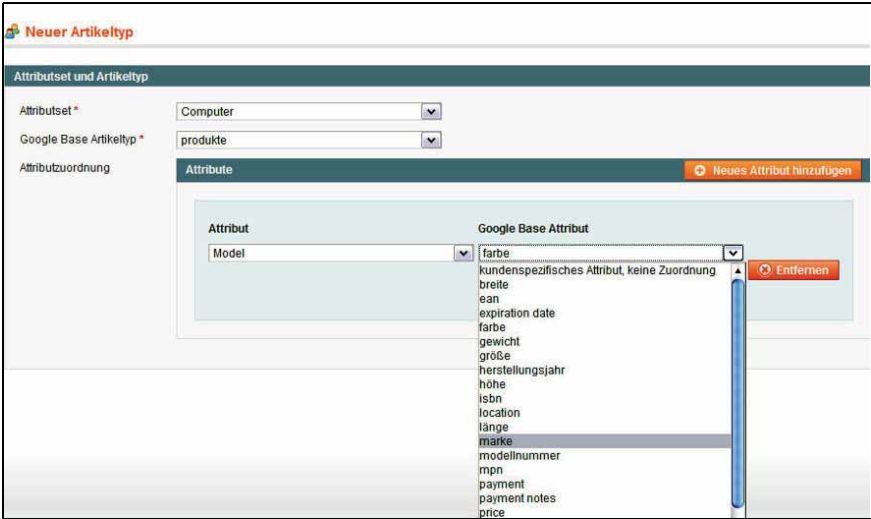 Neuer Artikeltyp
Attributset und Artikeltyp
Attributset *
Computer
Google Base Artikeltyp *
produkte
Attributzuordnung
Attribute
Neues Attribut hinzufügen
Attribut
Google Base Attribut
Model
farbe
Entfernen
kundenspezifisches Attribut, keine Zuordnung
breite
ean
expiration date
farbe
gewicht
größe
herstellungsjahr
höhe
isbn
location
länge
marke
modellnummer
mpn
payment
payment notes
price